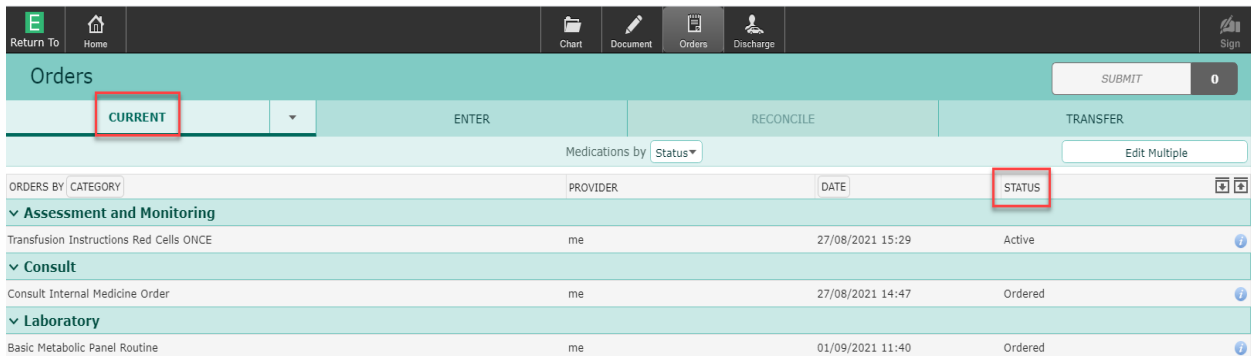 E
Return To
Home
Chart
Document
Orders
Discharge
Sign
Orders
SUBMIT
0
CURRENT
ENTER
RECONCILE
TRANSFER
Medications by Status
Edit Multiple
ORDERS BY CATEGORY
PROVIDER
DATE
STATUS
Assessment and Monitoring
Transfusion Instructions Red Cells ONCE me 27/08/2021 15:29 Active
Consult
Consult Internal Medicine Order me 27/08/2021 14:47 Ordered
Laboratory
Basic Metabolic Panel Routine me 01/09/2021 11:40 Ordered